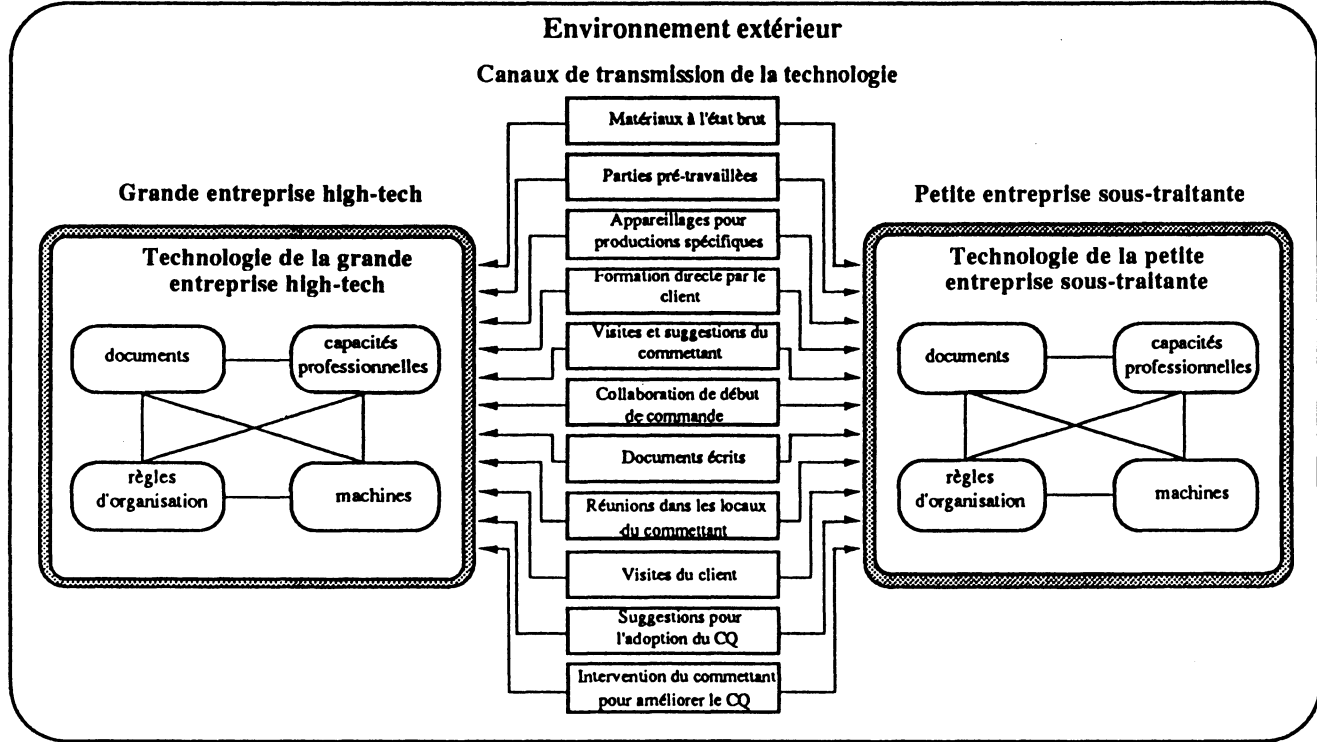 Environnement extérieur
Canaux de transmission de la technologie
Grande entreprise high-tech
Technologie de la grande
entreprise high-tech
documents
capacités
professionnelles
règles
d'organisation
machines
Matériaux à l'état brut
Parties pré-travaillèes
Appareillages pour
productions spécifiques
Formation directe par le
client
Visites et suggestions du
commettant
Collaboration de début
de commande
Documents écrits
Réunions dans les locaux
du commettant
Visites du client
Suggestions pour
l'adoption du CQ
Intervention du commettant
pour améliorer le CQ
Petite entreprise sous-traitante
Technologie de la petite
entreprise sous-traitante
documents
capacités
professionnelles
règles
d'organisation
machines